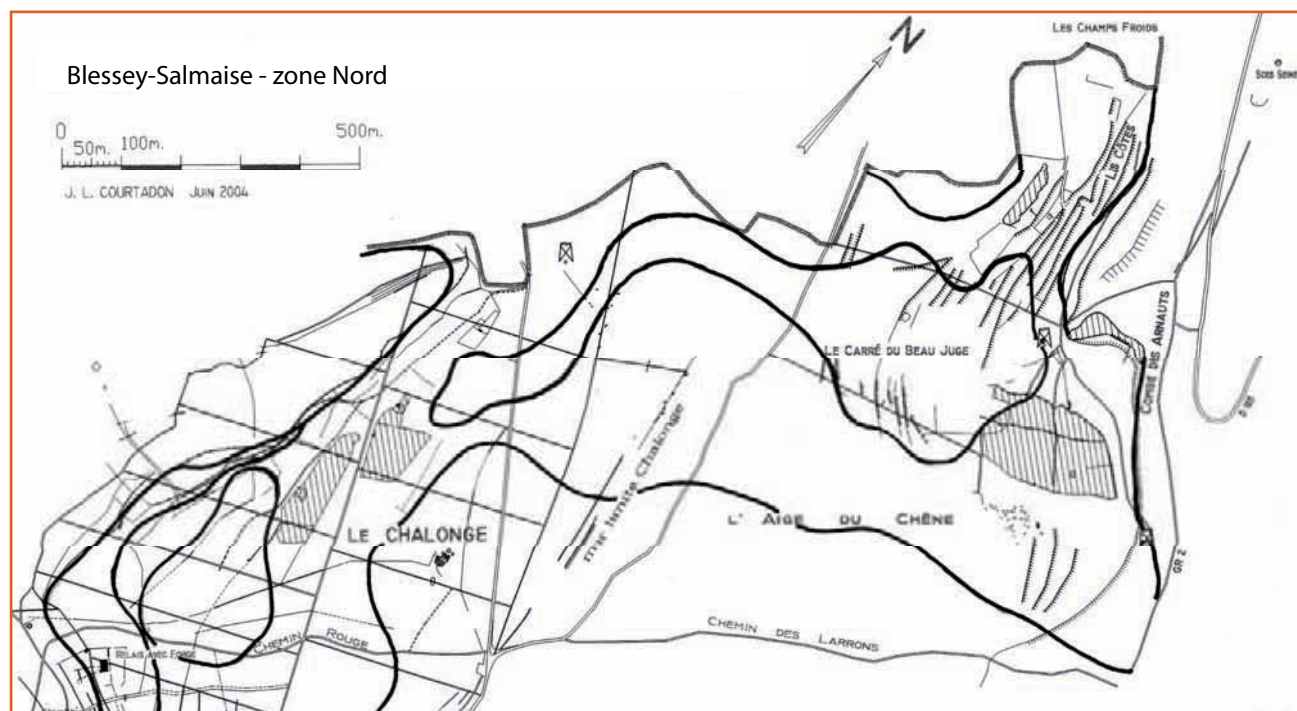 Blessey-Salmaise - zone Nord
0
50m.
100m.
500m.
J. L. COURTADON JUIN 2004
N
LES CHAMPS FROIDS
LES CÔTES
COMBE DES ARNAUTS
LE CARRÉ DU BEAU JUGE
mur limite Chalonge
LE CHALONGE
L' AIGE DU CHÊNE
GR 2
CHEMIN ROUGE
CHEMIN DES LARRONS
RELAIS AVEC FORGE